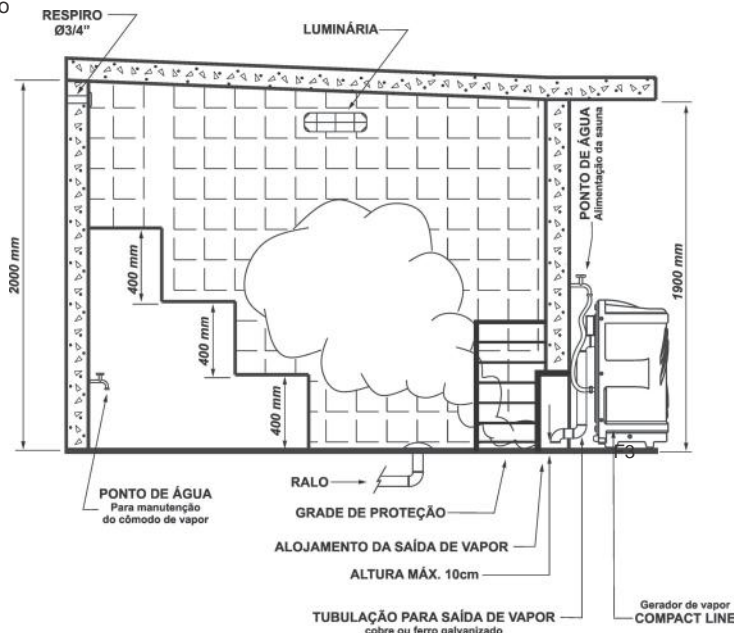 o
RESPIRO
Ø3/4"
LUMINÁRIA
PONTO DE ÁGUA
Alimentação da sauna
2000 mm
1900 mm
400 mm
400 mm
400 mm
F3
PONTO DE ÁGUA
Para manutenção
do cômodo de vapor
RALO
GRADE DE PROTEÇÃO
ALOJAMENTO DA SAÍDA DE VAPOR
ALTURA MÁX. 10cm
TUBULAÇÃO PARA SAÍDA DE VAPOR
cobre ou ferro galvanizado
Gerador de vapor
COMPACT LINE